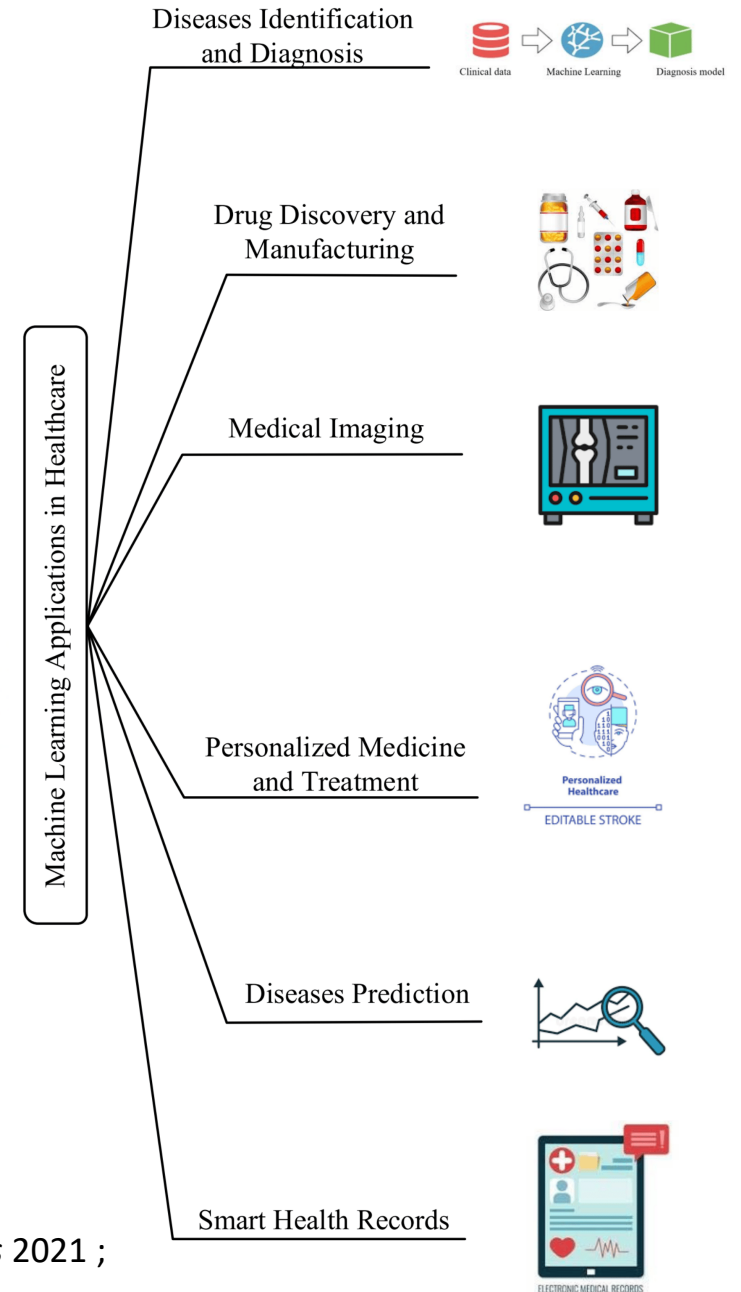 Diseases Identification
and Diagnosis
Clinical data
Machine Learning
Diagnosis model
Drug Discovery and
Manufacturing
Medical Imaging
Machine Learning Applications in Healthcare
Personalized Medicine
and Treatment
Personalized
Healthcare
EDITABLE STROKE
Diseases Prediction
Smart Health Records
2021 ;
ELECTRONIC MEDICAL RECORDS